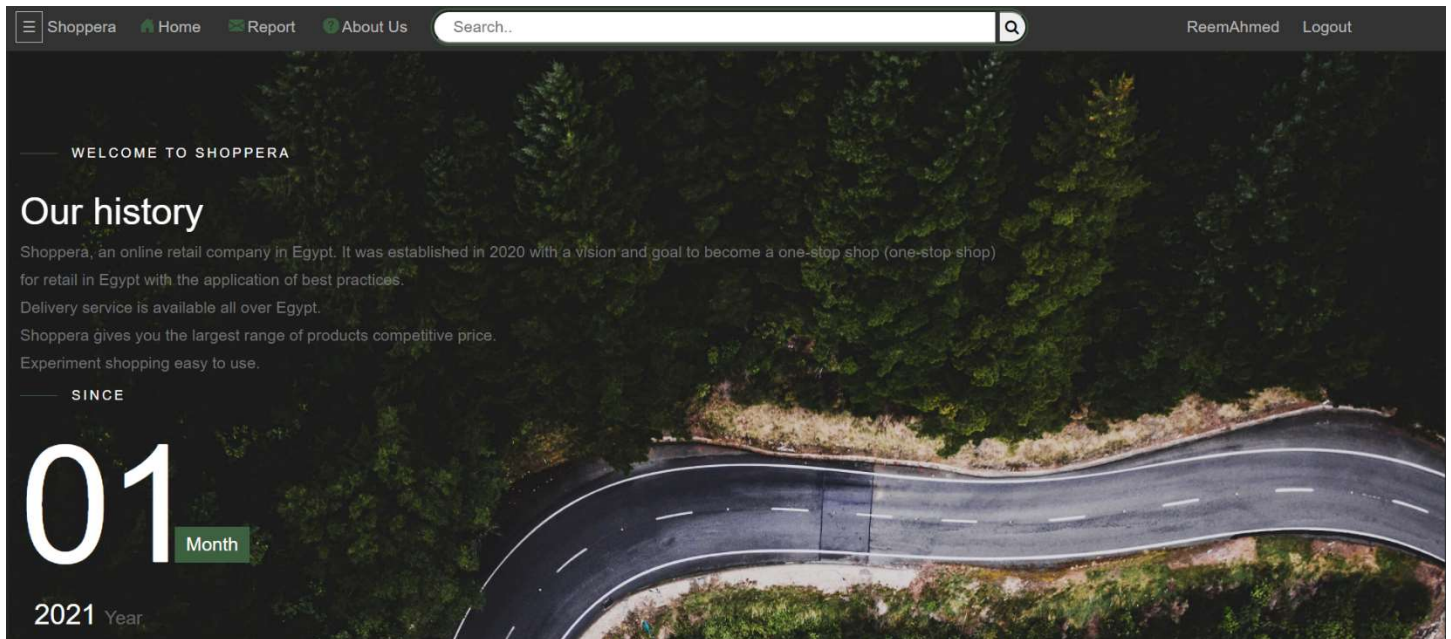 ☰ Shoppera Home Report About Us Search.. ReemAhmed Logout
WELCOME TO SHOPPERA
Our history
Shoppera, an online retail company in Egypt. It was established in 2020 with a vision and goal to become a one-stop shop (one-stop shop)
for retail in Egypt with the application of best practices.
Delivery service is available all over Egypt.
Shoppera gives you the largest range of products competitive price.
Experiment shopping easy to use.
SINCE
01 Month
2021 Year